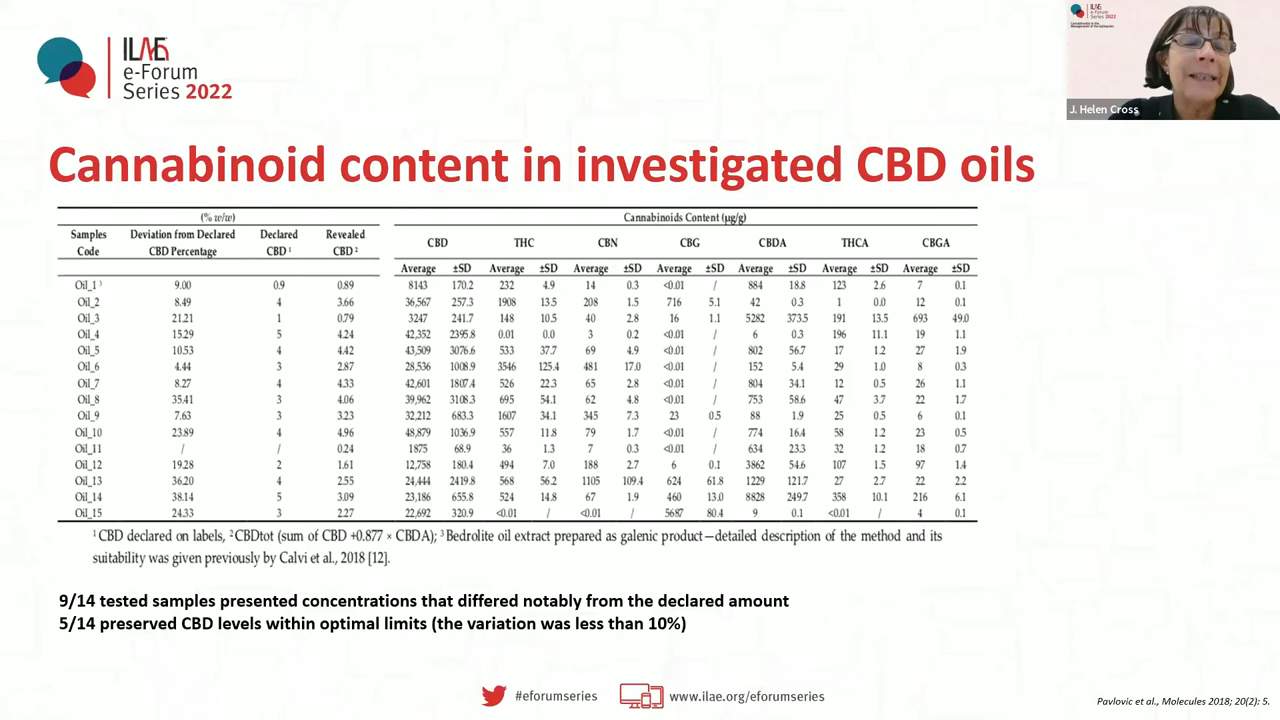 ILAE
e-Forum
Series 2022
ILAE
e-Forum
Series 2022
J. Helen Cross
Cannabinoid content in investigated CBD oils
(% w/w) Cannabinoids Content (µg/g)
Samples Code Deviation from Declared CBD Percentage Declared CBD ¹ Revealed CBD ² CBD THC CBN CBG CBDA THCA CBGA
Average ±SD Average ±SD Average ±SD Average ±SD Average ±SD Average ±SD Average ±SD
Oil_1 ³ 9.00 0.9 0.89 8143 170.2 232 4.9 14 0.3 <0.01 / 884 18.8 123 2.6 7 0.1
Oil_2 8.49 4 3.66 36,567 257.3 1908 13.5 208 1.5 716 5.1 42 0.3 1 0.0 12 0.1
Oil_3 21.21 1 0.79 3247 241.7 148 10.5 40 2.8 16 1.1 5282 373.5 191 13.5 693 49.0
Oil_4 15.29 5 4.24 42,352 2395.8 0.01 0.0 3 0.2 <0.01 / 6 0.3 196 11.1 19 1.1
Oil_5 10.53 4 4.42 43,509 3076.6 533 37.7 69 4.9 <0.01 / 802 56.7 17 1.2 27 1.9
Oil_6 4.44 3 2.87 28,536 1008.9 3546 125.4 481 17.0 <0.01 / 152 5.4 29 1.0 8 0.3
Oil_7 8.27 4 4.33 42,601 1807.4 526 22.3 65 2.8 <0.01 / 804 34.1 12 0.5 26 1.1
Oil_8 35.41 3 4.06 39,962 3108.3 695 54.1 62 4.8 <0.01 / 753 58.6 47 3.7 22 1.7
Oil_9 7.63 3 3.23 32,212 683.3 1607 34.1 345 7.3 23 0.5 88 1.9 25 0.5 6 0.1
Oil_10 23.89 4 4.96 48,879 1036.9 557 11.8 79 1.7 <0.01 / 774 16.4 58 1.2 23 0.5
Oil_11 / / 0.24 1875 68.9 36 1.3 7 0.3 <0.01 / 634 23.3 32 1.2 18 0.7
Oil_12 19.28 2 1.61 12,758 180.4 494 7.0 188 2.7 6 0.1 3862 54.6 107 1.5 97 1.4
Oil_13 36.20 4 2.55 24,444 2419.8 568 56.2 1105 109.4 624 61.8 1229 121.7 27 2.7 22 2.2
Oil_14 38.14 5 3.09 23,186 655.8 524 14.8 67 1.9 460 13.0 8828 249.7 358 10.1 216 6.1
Oil_15 24.33 3 2.27 22,692 320.9 <0.01 / <0.01 / 5687 80.4 9 0.1 <0.01 / 4 0.1
¹ CBD declared on labels, ² CBDtot (sum of CBD +0.877 × CBDA); ³ Bedrolite oil extract prepared as galenic product—detailed description of the method and its
suitability was given previously by Calvi et al., 2018 [12].
9/14 tested samples presented concentrations that differed notably from the declared amount
5/14 preserved CBD levels within optimal limits (the variation was less than 10%)
#eforumseries www.ilae.org/eforumseries
Pavlovic et al., Molecules 2018; 20(2): 5.